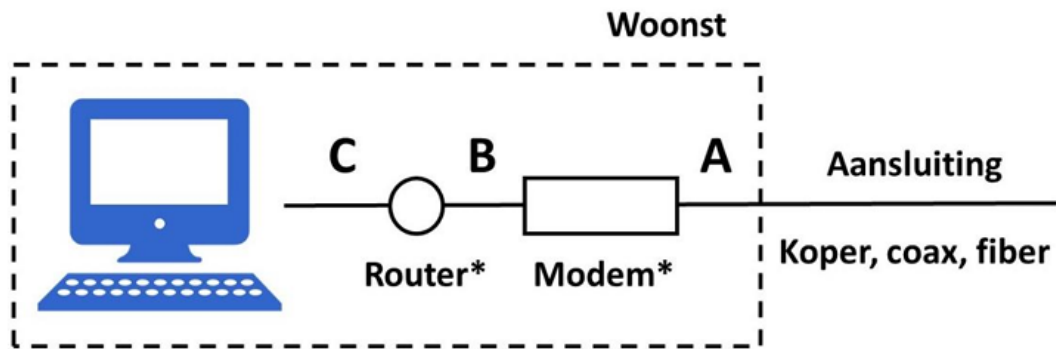 Woonst
C B A
Aansluiting
Router* Modem*
Koper, coax, fiber